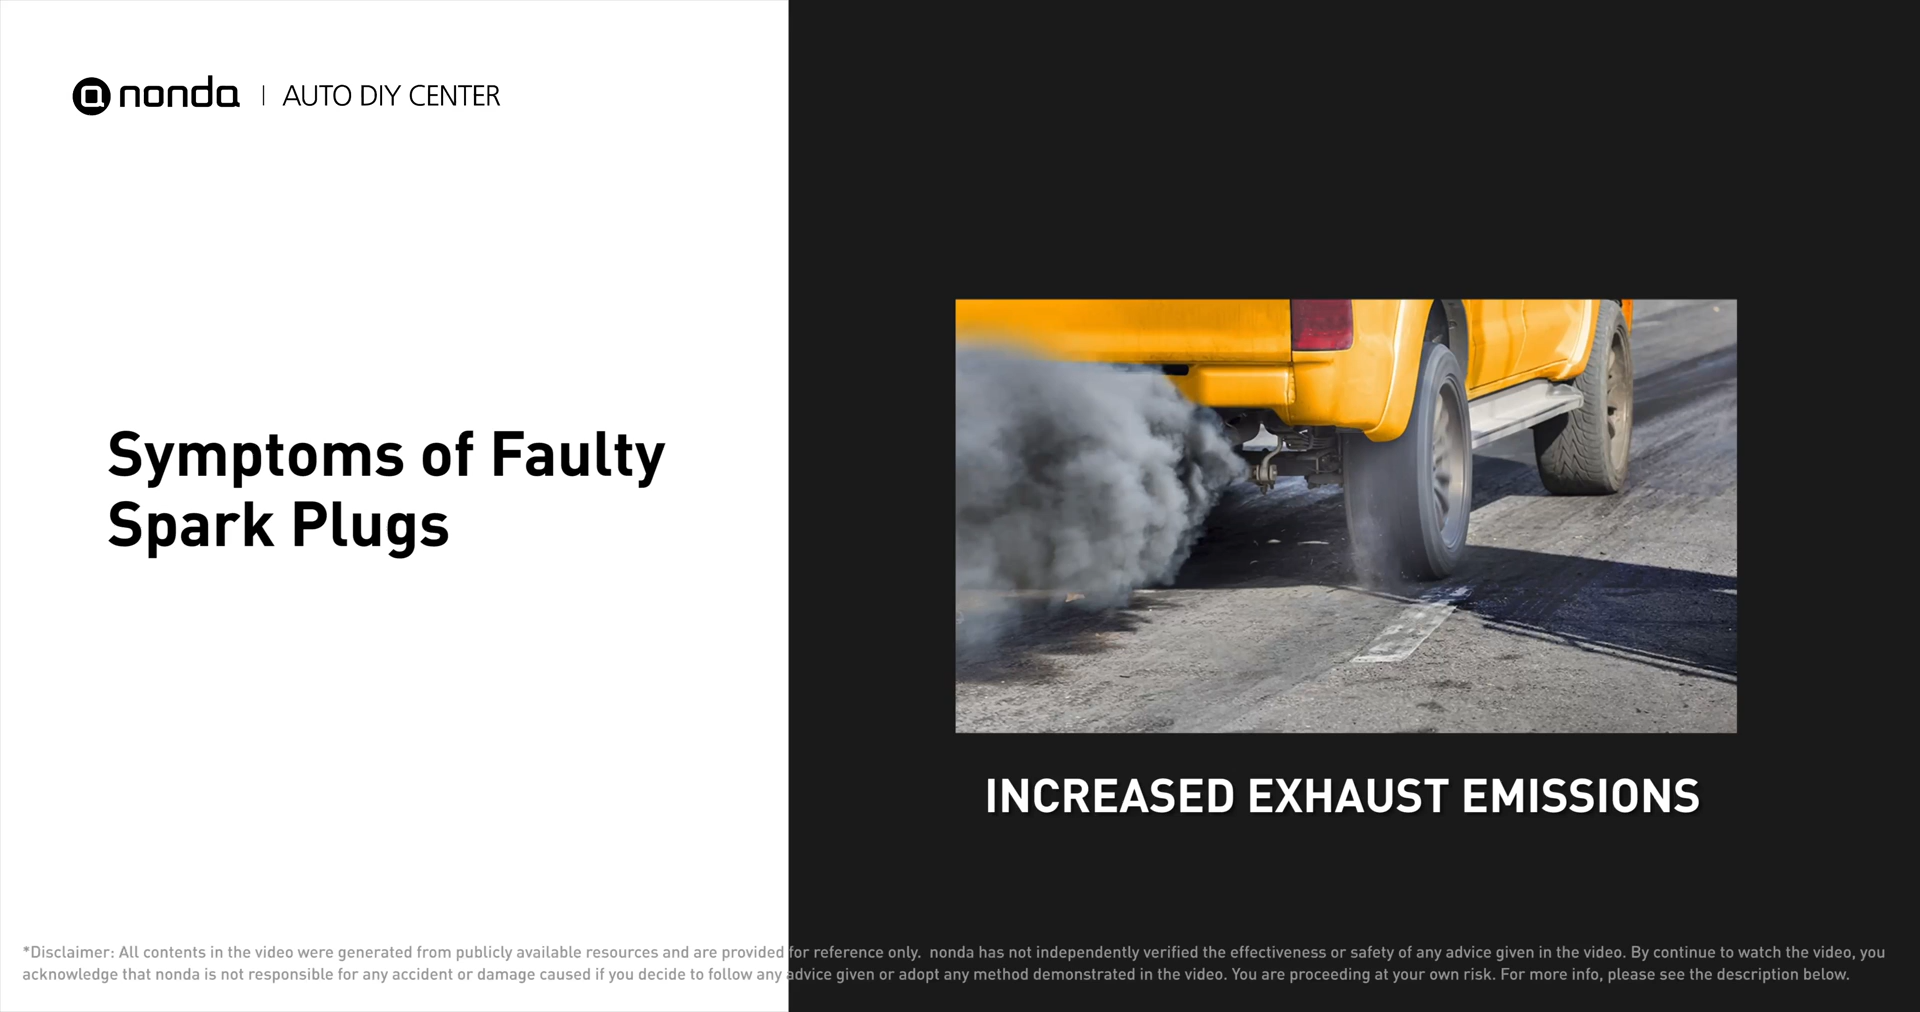 nonda | AUTO DIY CENTER
Symptoms of Faulty
Spark Plugs
INCREASED EXHAUST EMISSIONS
*Disclaimer: All contents in the video were generated from publicly available resources and are provided for reference only.  nonda has not independently verified the effectiveness or safety of any advice given in the video. By continue to watch the video, you
acknowledge that nonda is not responsible for any accident or damage caused if you decide to follow any advice given or adopt any method demonstrated in the video. You are proceeding at your own risk. For more info, please see the description below.